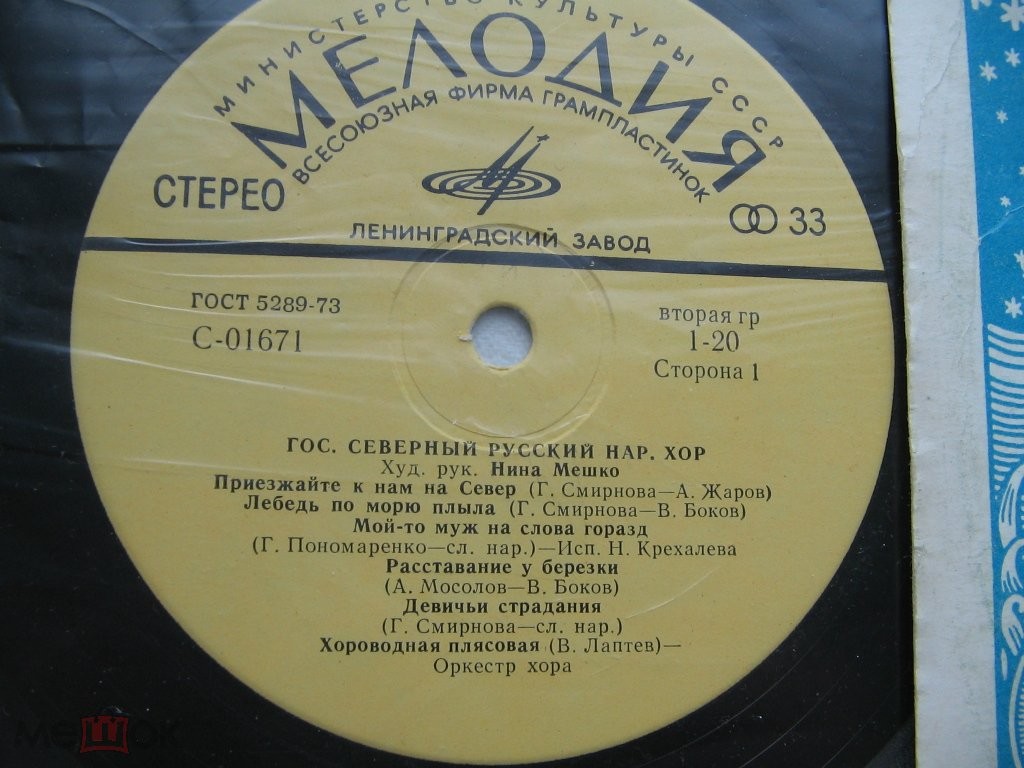 МИНИСТЕРСТВО КУЛЬТУРЫ СССР
МЕЛОДИЯ
ВСЕСОЮЗНАЯ ФИРМА ГРАМПЛАСТИНОК
СТЕРЕО
33
ЛЕНИНГРАДСКИЙ ЗАВОД
ГОСТ 5289-73
С-01671
вторая гр
1-20
Сторона 1
ГОС. СЕВЕРНЫЙ РУССКИЙ НАР. ХОР
Худ. рук. Нина Мешко
Приезжайте к нам на Север (Г. Смирнова—А. Жаров)
Лебедь по морю плыла (Г. Смирнова—В. Боков)
Мой-то муж на слова горазд
(Г. Пономаренко—сл. нар.)—Исп. Н. Крехалева
Расставание у березки
(А. Мосолов—В. Боков)
Девичьи страдания
(Г. Смирнова—сл. нар.)
Хороводная плясовая (В. Лаптев)—
Оркестр хора
мешок